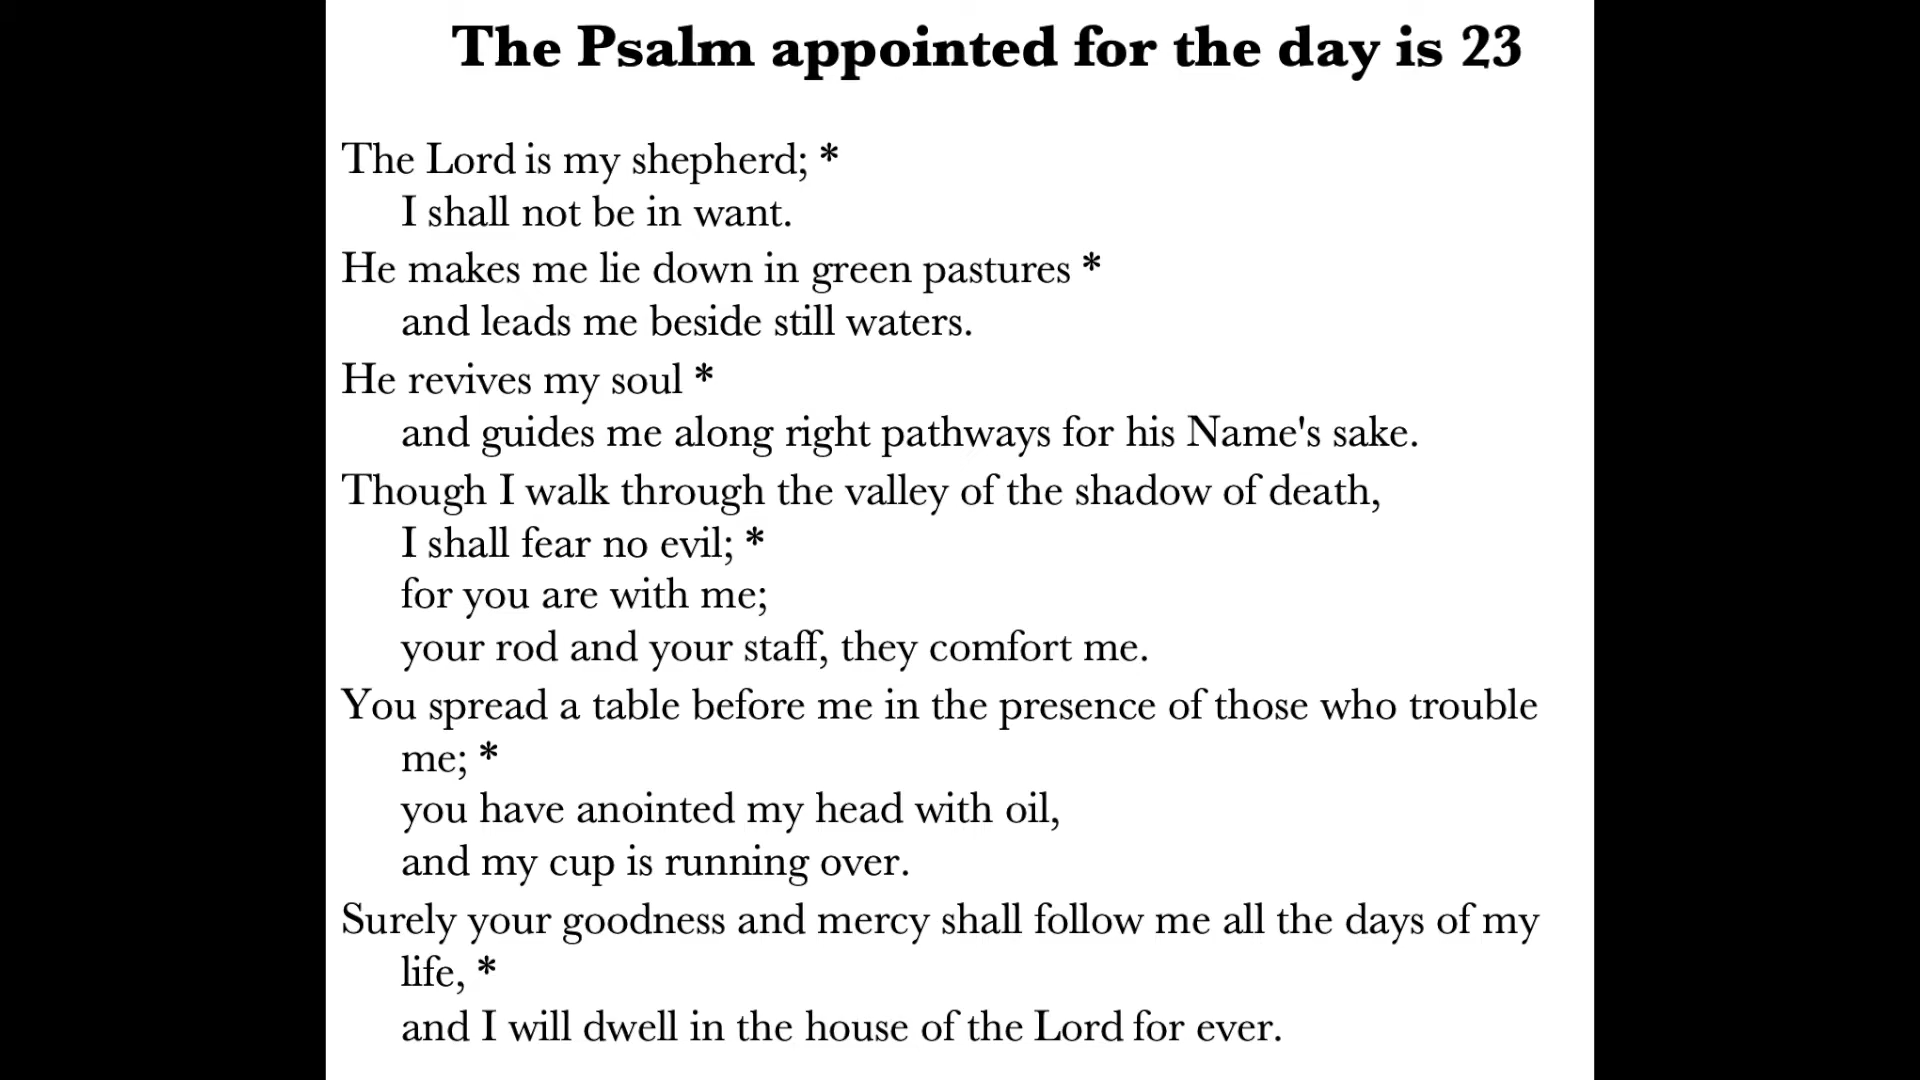 The Psalm appointed for the day is 23
The Lord is my shepherd; *
I shall not be in want.
He makes me lie down in green pastures *
and leads me beside still waters.
He revives my soul *
and guides me along right pathways for his Name's sake.
Though I walk through the valley of the shadow of death,
I shall fear no evil; *
for you are with me;
your rod and your staff, they comfort me.
You spread a table before me in the presence of those who trouble
me; *
you have anointed my head with oil,
and my cup is running over.
Surely your goodness and mercy shall follow me all the days of my
life, *
and I will dwell in the house of the Lord for ever.